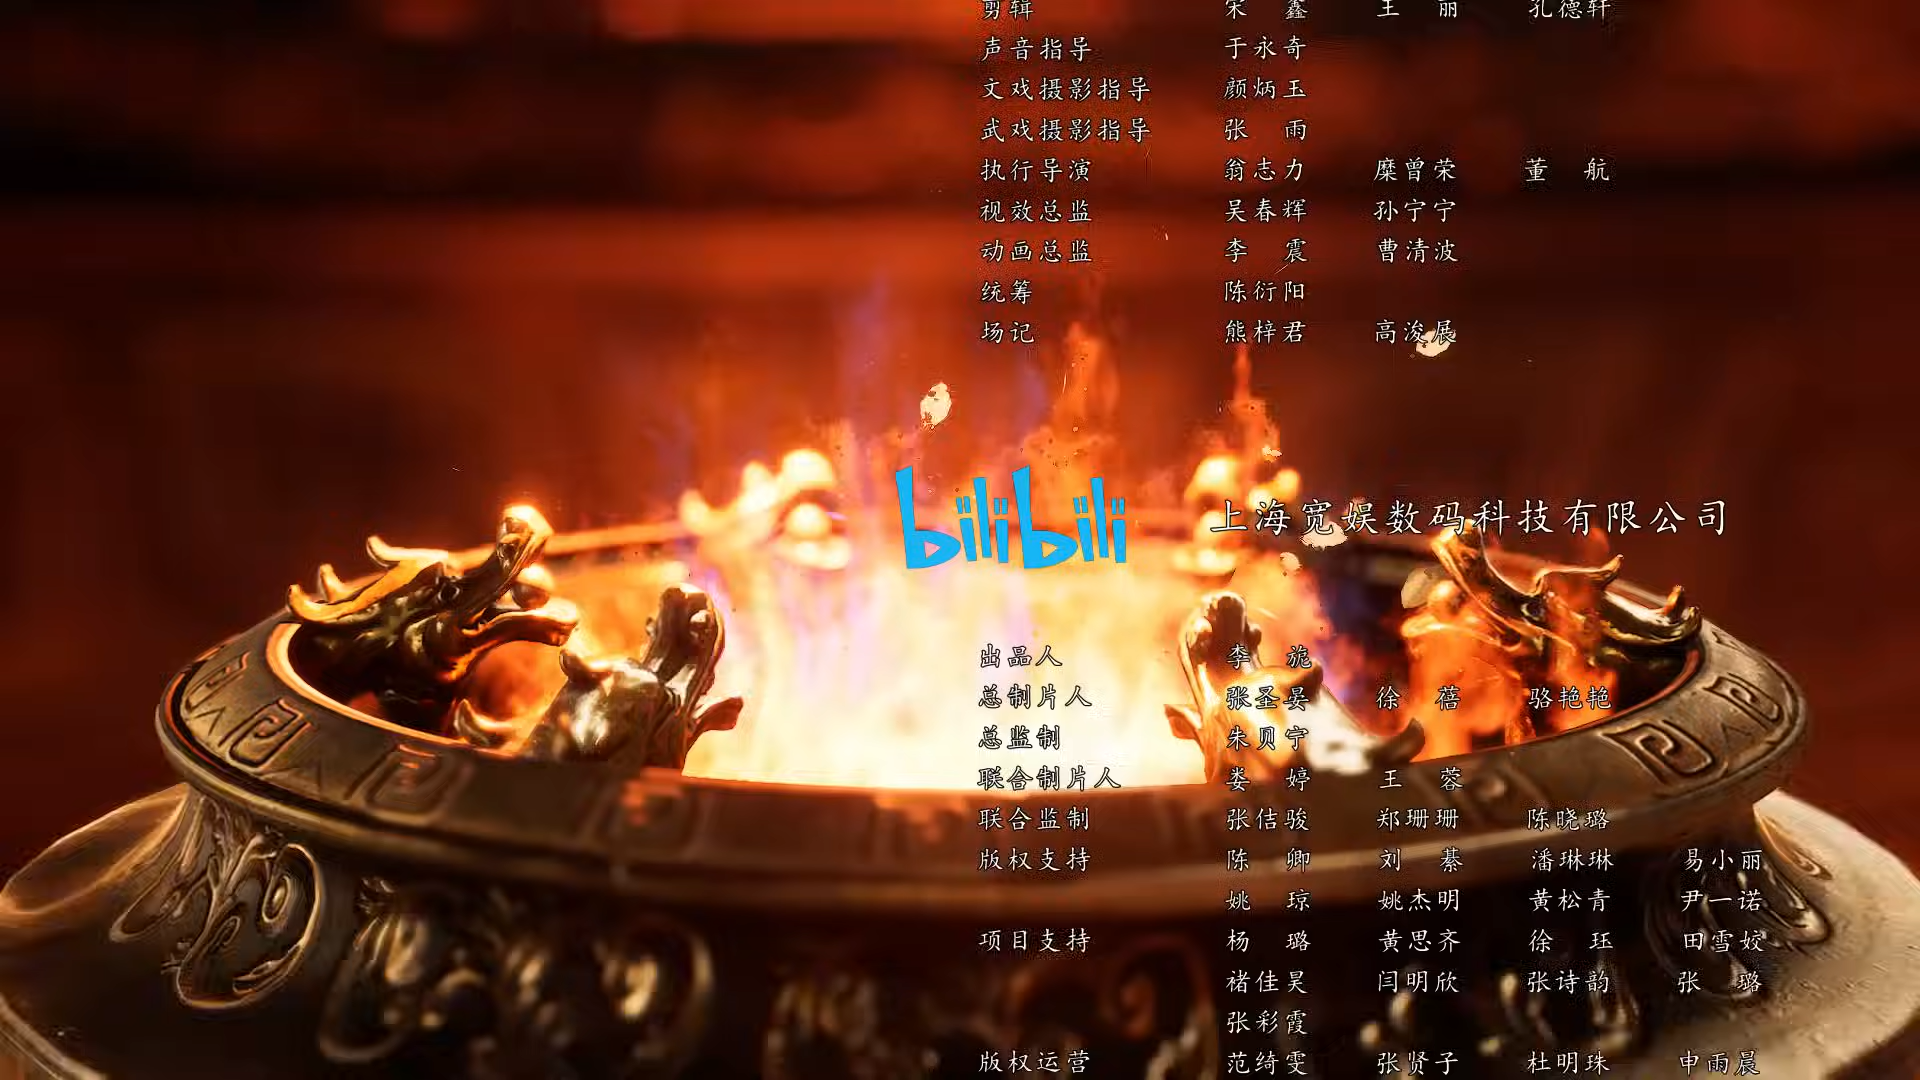 剪辑 宋鑫 王丽 孔德轩
声音指导 于永奇
文戏摄影指导 颜炳玉
武戏摄影指导 张雨
执行导演 翁志力 糜曾荣 董航
视效总监 吴春辉 孙宁宁
动画总监 李震 曹清波
统筹 陈衍阳
场记 熊梓君 高浚展
bilibili 上海宽娱数码科技有限公司
出品人 李旎
总制片人 张圣晏 徐蓓 骆艳艳
总监制 朱贝宁
联合制片人 娄婷 王蓉
联合监制 张佶骏 郑珊珊 陈晓璐
版权支持 陈卿 刘綦 潘琳琳 易小丽
姚琼 姚杰明 黄松青 尹一诺
项目支持 杨璐 黄思齐 徐珏 田雪姣
褚佳昊 闫明欣 张诗韵 张璐
张彩霞
版权运营 范绮雯 张贤子 杜明珠 申雨晨